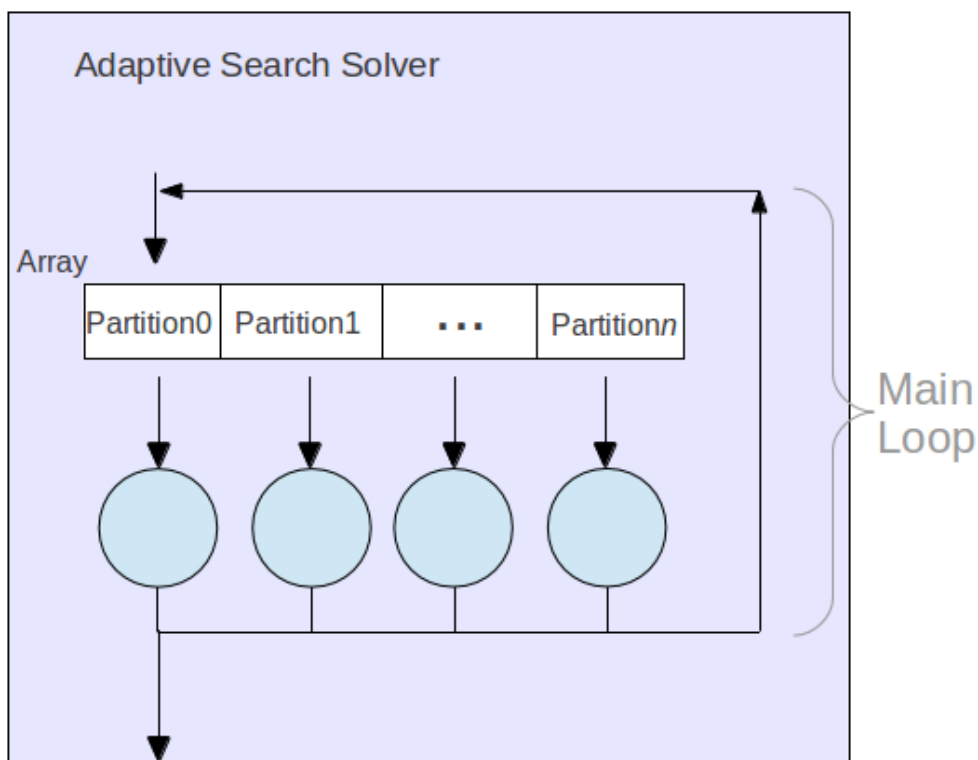 Adaptive Search Solver
Array
Partition0 Partition1 ... Partitionn
Main
Loop